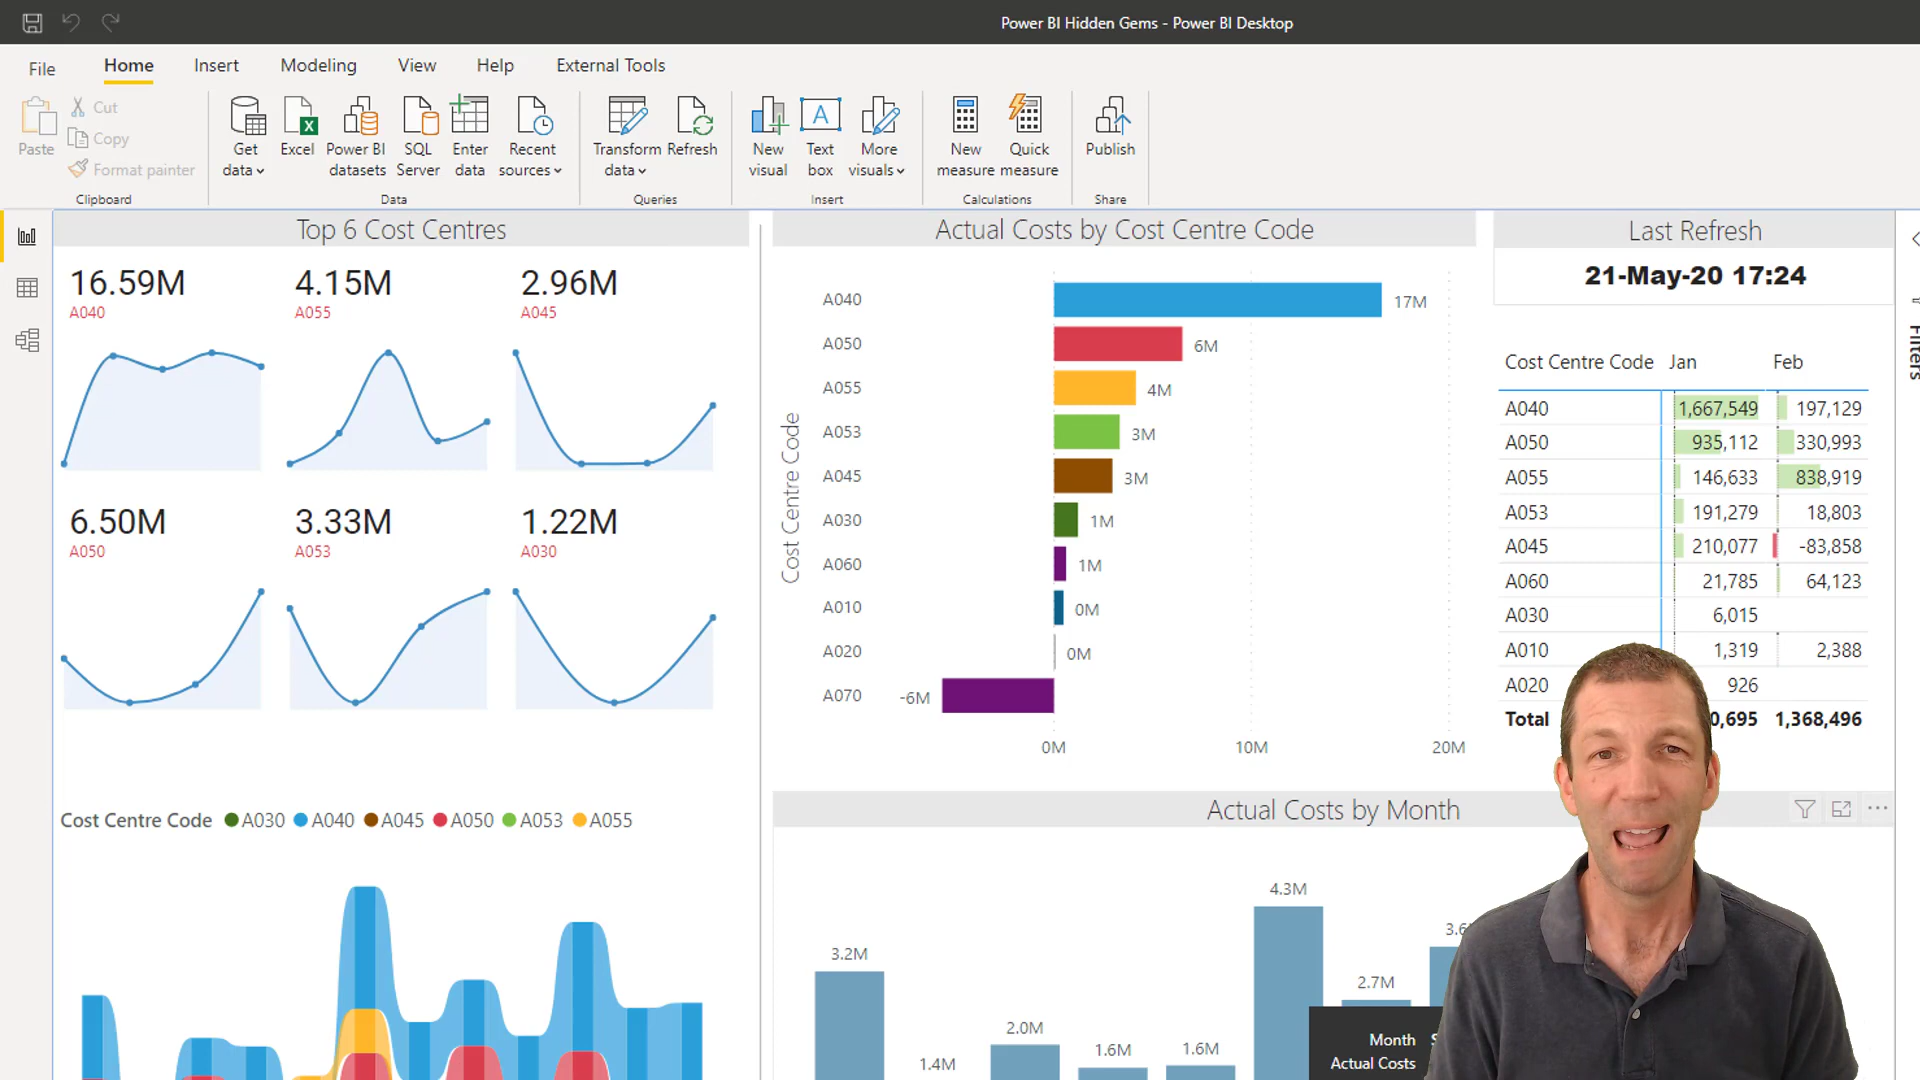 Power BI Hidden Gems - Power BI Desktop
File Home Insert Modeling View Help External Tools
Paste
Cut
Copy
Format painter
Clipboard
Get data
Excel
Power BI datasets
SQL Server
Enter data
Recent sources
Data
Transform data
Refresh
Queries
New visual
Text box
More visuals
Insert
New measure
Quick measure
Calculations
Publish
Share
Top 6 Cost Centres
16.59M
A040
4.15M
A055
2.96M
A045
6.50M
A050
3.33M
A053
1.22M
A030
Cost Centre Code A030 A040 A045 A050 A053 A055
Actual Costs by Cost Centre Code
Cost Centre Code
A040 17M
A050 6M
A055 4M
A053 3M
A045 3M
A030 1M
A060 1M
A010 0M
A020 0M
A070 -6M
0M 10M 20M
Last Refresh
21-May-20 17:24
Cost Centre Code Jan Feb
A040 1,667,549 197,129
A050 935,112 330,993
A055 146,633 838,919
A053 191,279 18,803
A045 210,077 -83,858
A060 21,785 64,123
A030 6,015
A010 1,319 2,388
A020 926
Total 0,695 1,368,496
Filters
Actual Costs by Month
3.2M
1.4M
2.0M
1.6M
1.6M
4.3M
2.7M
3.6
Month
Actual Costs